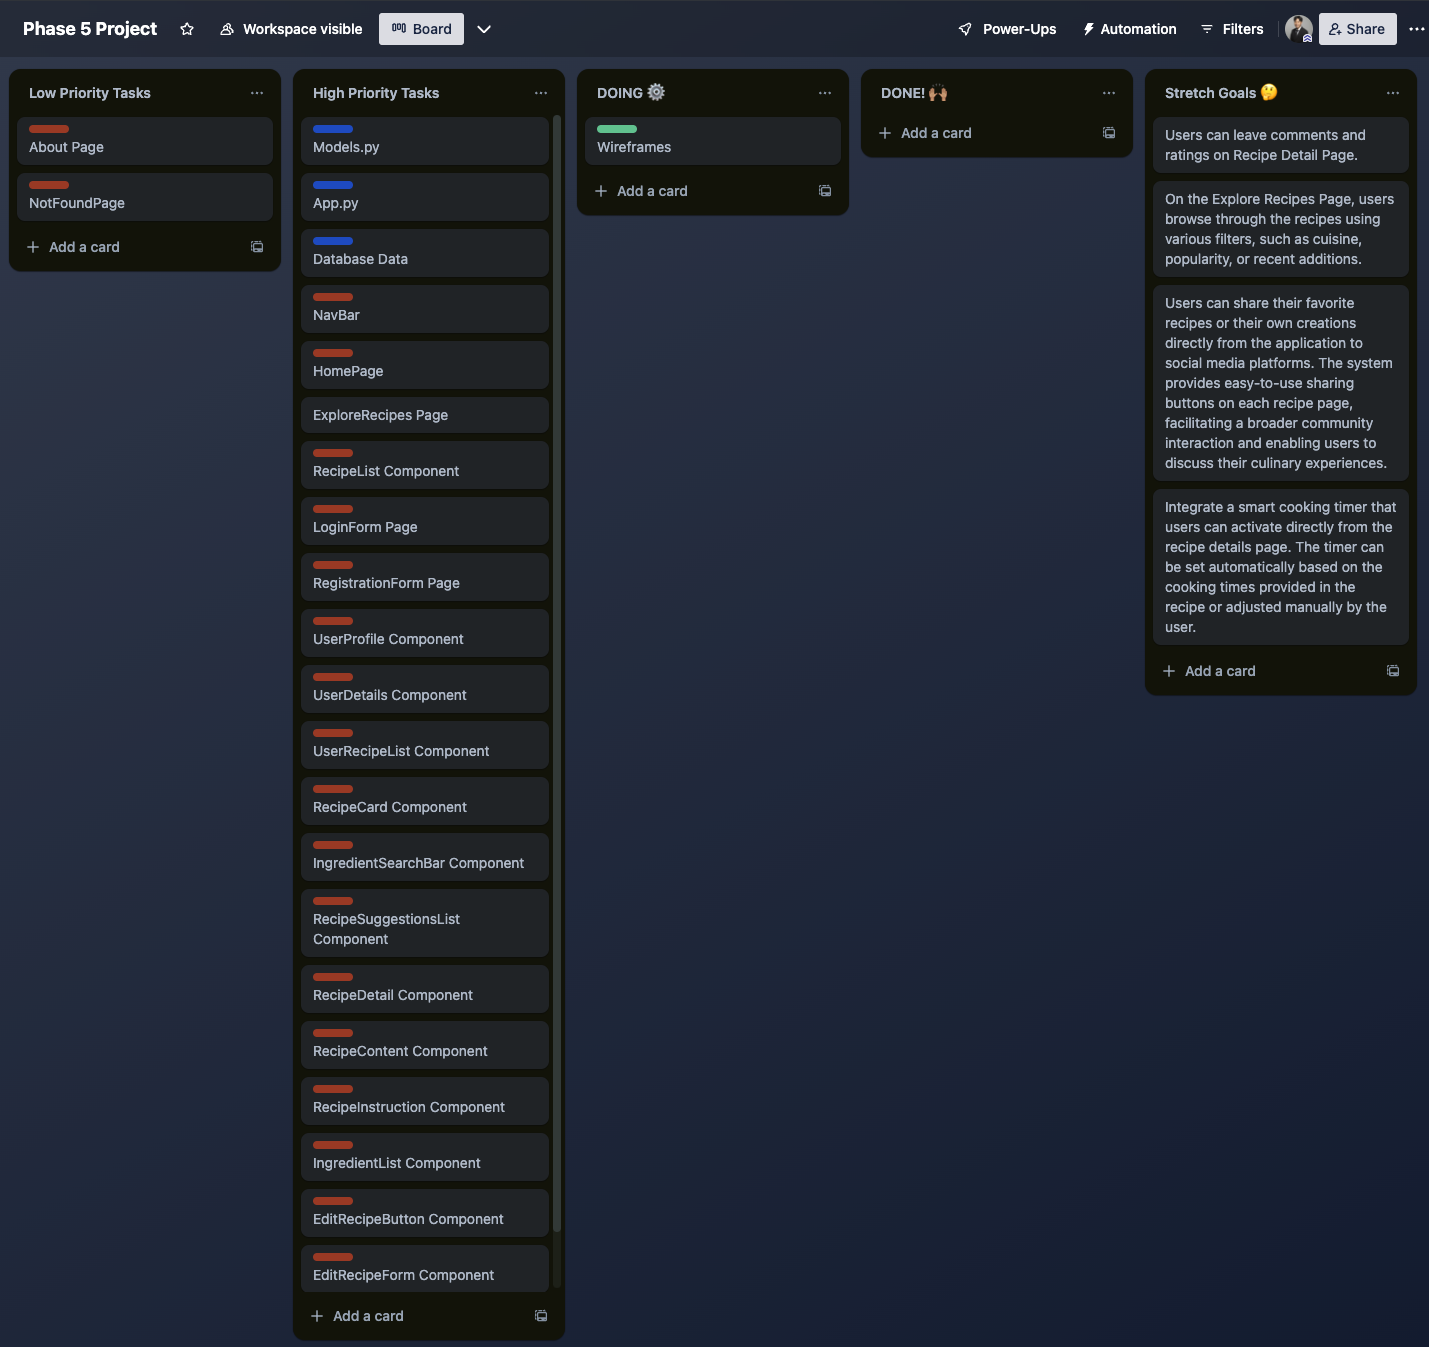 Phase 5 Project
Workspace visible
Board
Power-Ups
Automation
Filters
Share
Low Priority Tasks
About Page
NotFoundPage
Add a card
High Priority Tasks
Models.py
App.py
Database Data
NavBar
HomePage
ExploreRecipes Page
RecipeList Component
LoginForm Page
RegistrationForm Page
UserProfile Component
UserDetails Component
UserRecipeList Component
RecipeCard Component
IngredientSearchBar Component
RecipeSuggestionsList
Component
RecipeDetail Component
RecipeContent Component
RecipeInstruction Component
IngredientList Component
EditRecipeButton Component
EditRecipeForm Component
Add a card
DOING ⚙️
Wireframes
Add a card
DONE! 🙌🏽
Add a card
Stretch Goals 🤔
Users can leave comments and
ratings on Recipe Detail Page.
On the Explore Recipes Page, users
browse through the recipes using
various filters, such as cuisine,
popularity, or recent additions.
Users can share their favorite
recipes or their own creations
directly from the application to
social media platforms. The system
provides easy-to-use sharing
buttons on each recipe page,
facilitating a broader community
interaction and enabling users to
discuss their culinary experiences.
Integrate a smart cooking timer that
users can activate directly from the
recipe details page. The timer can
be set automatically based on the
cooking times provided in the
recipe or adjusted manually by the
user.
Add a card